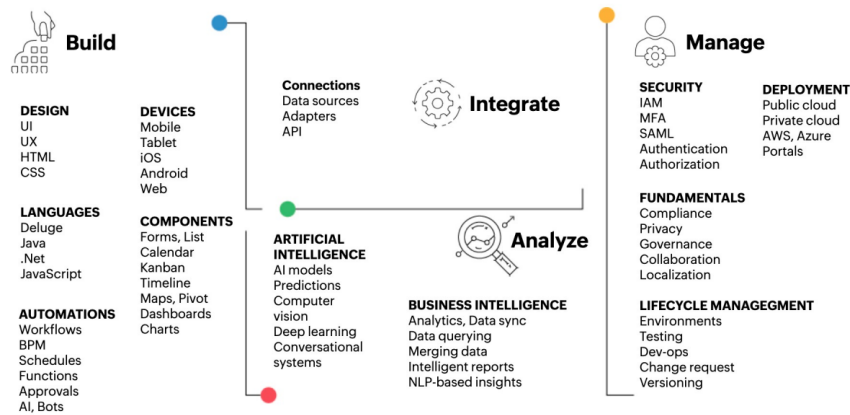 Build
DESIGN
UI
UX
HTML
CSS
LANGUAGES
Deluge
Java
.Net
JavaScript
AUTOMATIONS
Workflows
BPM
Schedules
Functions
Approvals
AI, Bots
DEVICES
Mobile
Tablet
iOS
Android
Web
COMPONENTS
Forms, List
Calendar
Kanban
Timeline
Maps, Pivot
Dashboards
Charts
Integrate
Connections
Data sources
Adapters
API
Analyze
ARTIFICIAL
INTELLIGENCE
AI models
Predictions
Computer
vision
Deep learning
Conversational
systems
BUSINESS INTELLIGENCE
Analytics, Data sync
Data querying
Merging data
Intelligent reports
NLP-based insights
Manage
SECURITY
IAM
MFA
SAML
Authentication
Authorization
DEPLOYMENT
Public cloud
Private cloud
AWS, Azure
Portals
FUNDAMENTALS
Compliance
Privacy
Governance
Collaboration
Localization
LIFECYCLE MANAGEGMENT
Environments
Testing
Dev-ops
Change request
Versioning